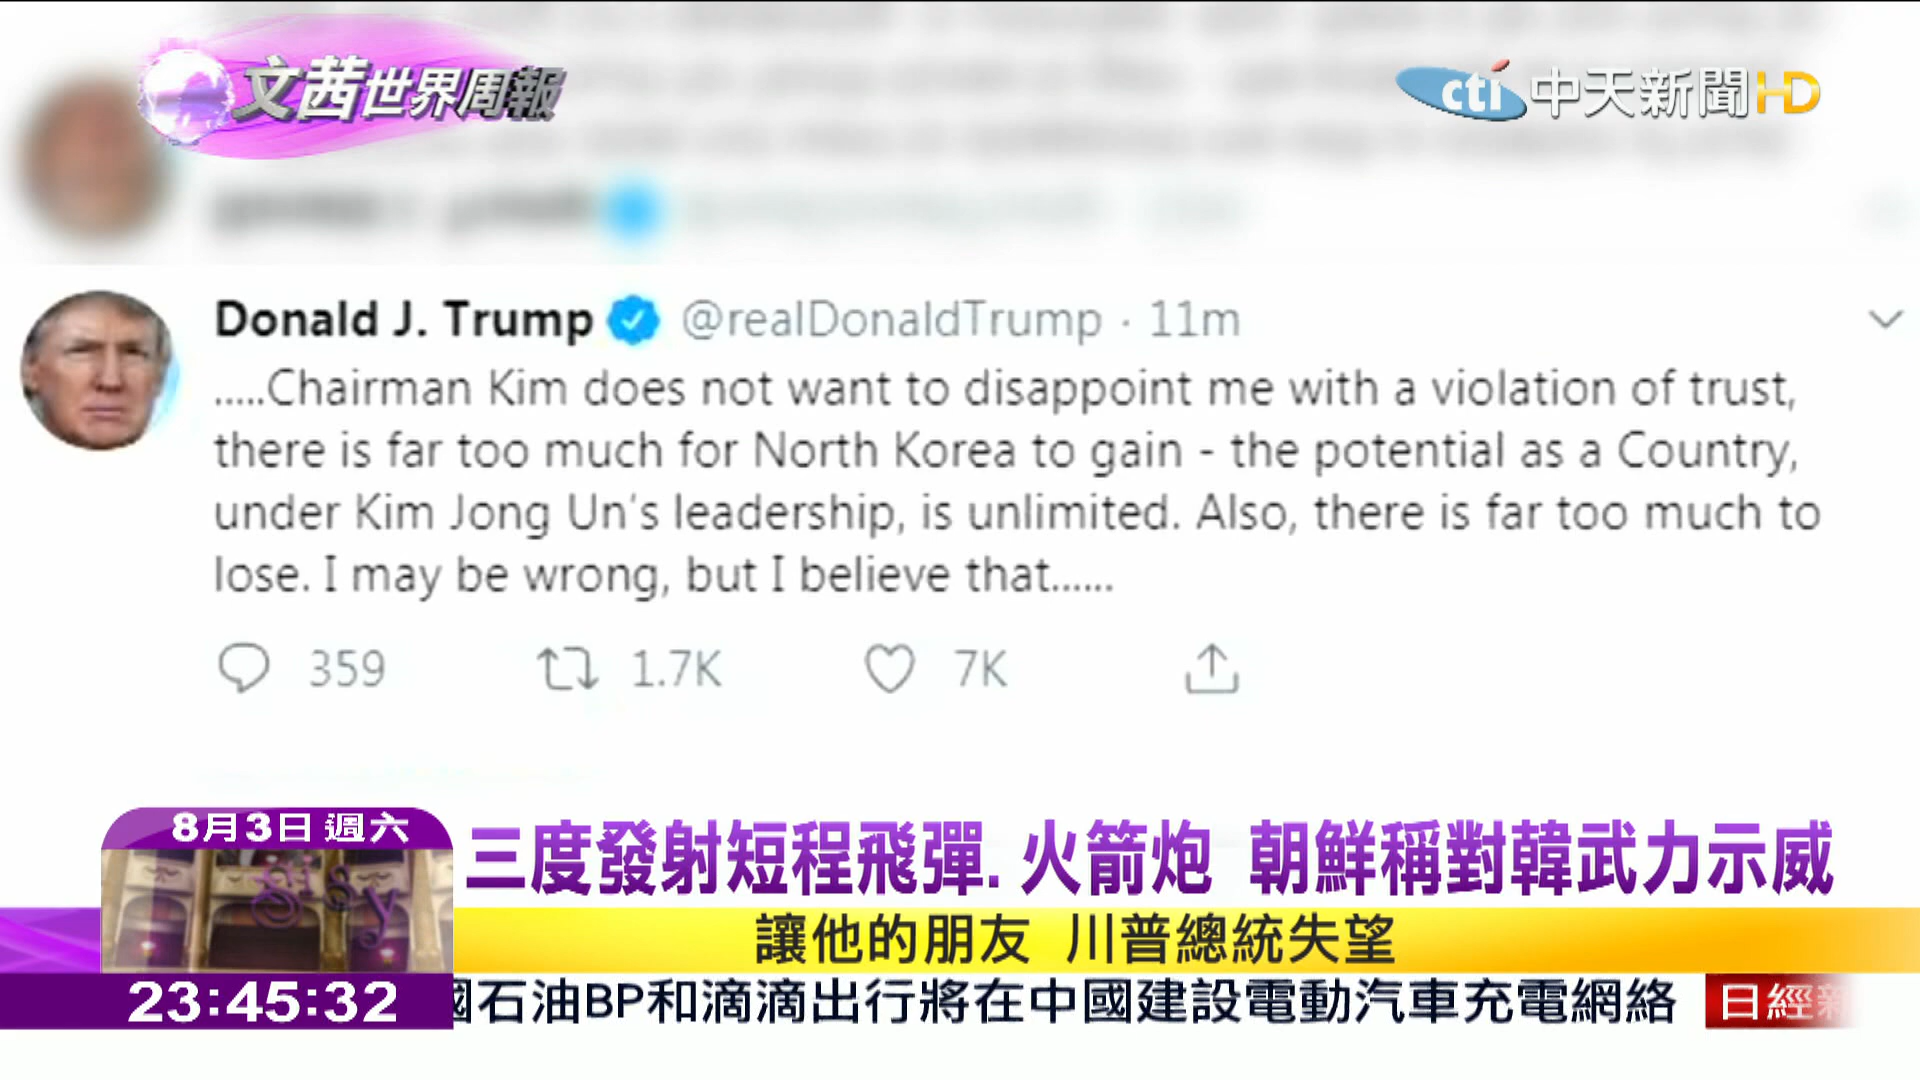 文茜世界周報
cti 中天新聞HD
Donald J. Trump @realDonaldTrump · 11m
.....Chairman Kim does not want to disappoint me with a violation of trust,
there is far too much for North Korea to gain - the potential as a Country,
under Kim Jong Un's leadership, is unlimited. Also, there is far too much to
lose. I may be wrong, but I believe that......
359 1.7K 7K
8月3日 週六
三度發射短程飛彈.火箭炮 朝鮮稱對韓武力示威
Sisy
讓他的朋友 川普總統失望
23:45:32
國石油BP和滴滴出行將在中國建設電動汽車充電網絡
日經新